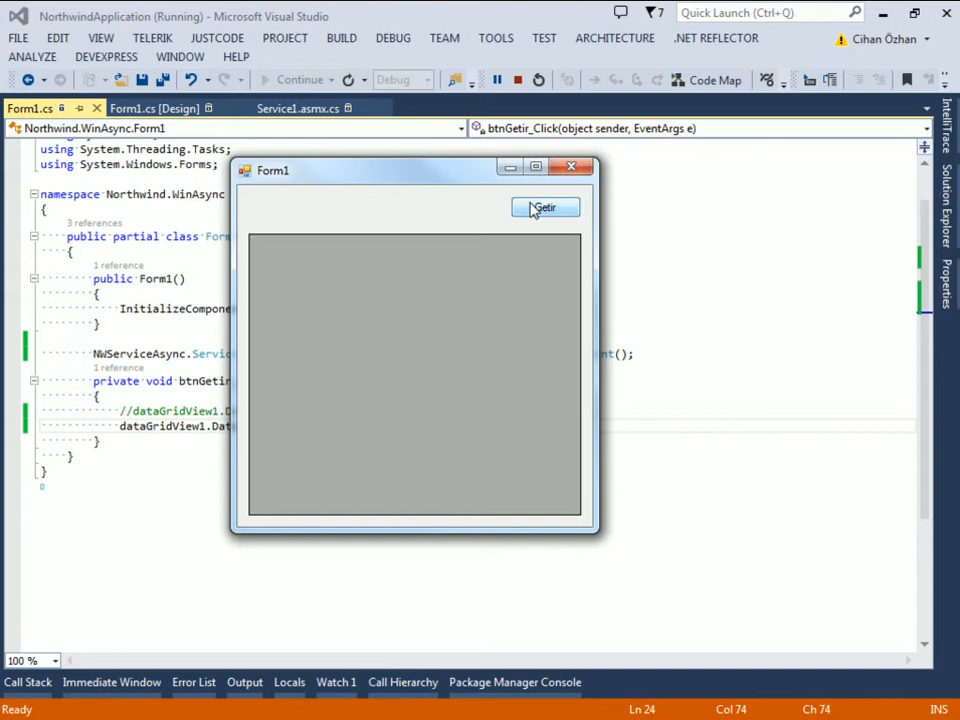 NorthwindApplication (Running) - Microsoft Visual Studio
7
Quick Launch (Ctrl+Q)
FILE EDIT VIEW TELERIK JUSTCODE PROJECT BUILD DEBUG TEAM TOOLS TEST ARCHITECTURE .NET REFLECTOR
Cihan Özhan
ANALYZE DEVEXPRESS WINDOW HELP
Continue Debug Code Map
Form1.cs Form1.cs [Design] Service1.asmx.cs
Northwind.WinAsync.Form1 btnGetir_Click(object sender, EventArgs e)
using System.Threading.Tasks;
using System.Windows.Forms;
namespace Northwind.WinAsync
{
3 references
public partial class Form
{
1 reference
public Form1()
{
InitializeCompone
}
NWServiceAsync.Servic nt();
1 reference
private void btnGetir
{
//dataGridView1.D
dataGridView1.Dat
}
}
}
Form1
Getir
IntelliTrace
Solution Explorer
Properties
100 %
Call Stack Immediate Window Error List Output Locals Watch 1 Call Hierarchy Package Manager Console
Ready Ln 24 Col 74 Ch 74 INS